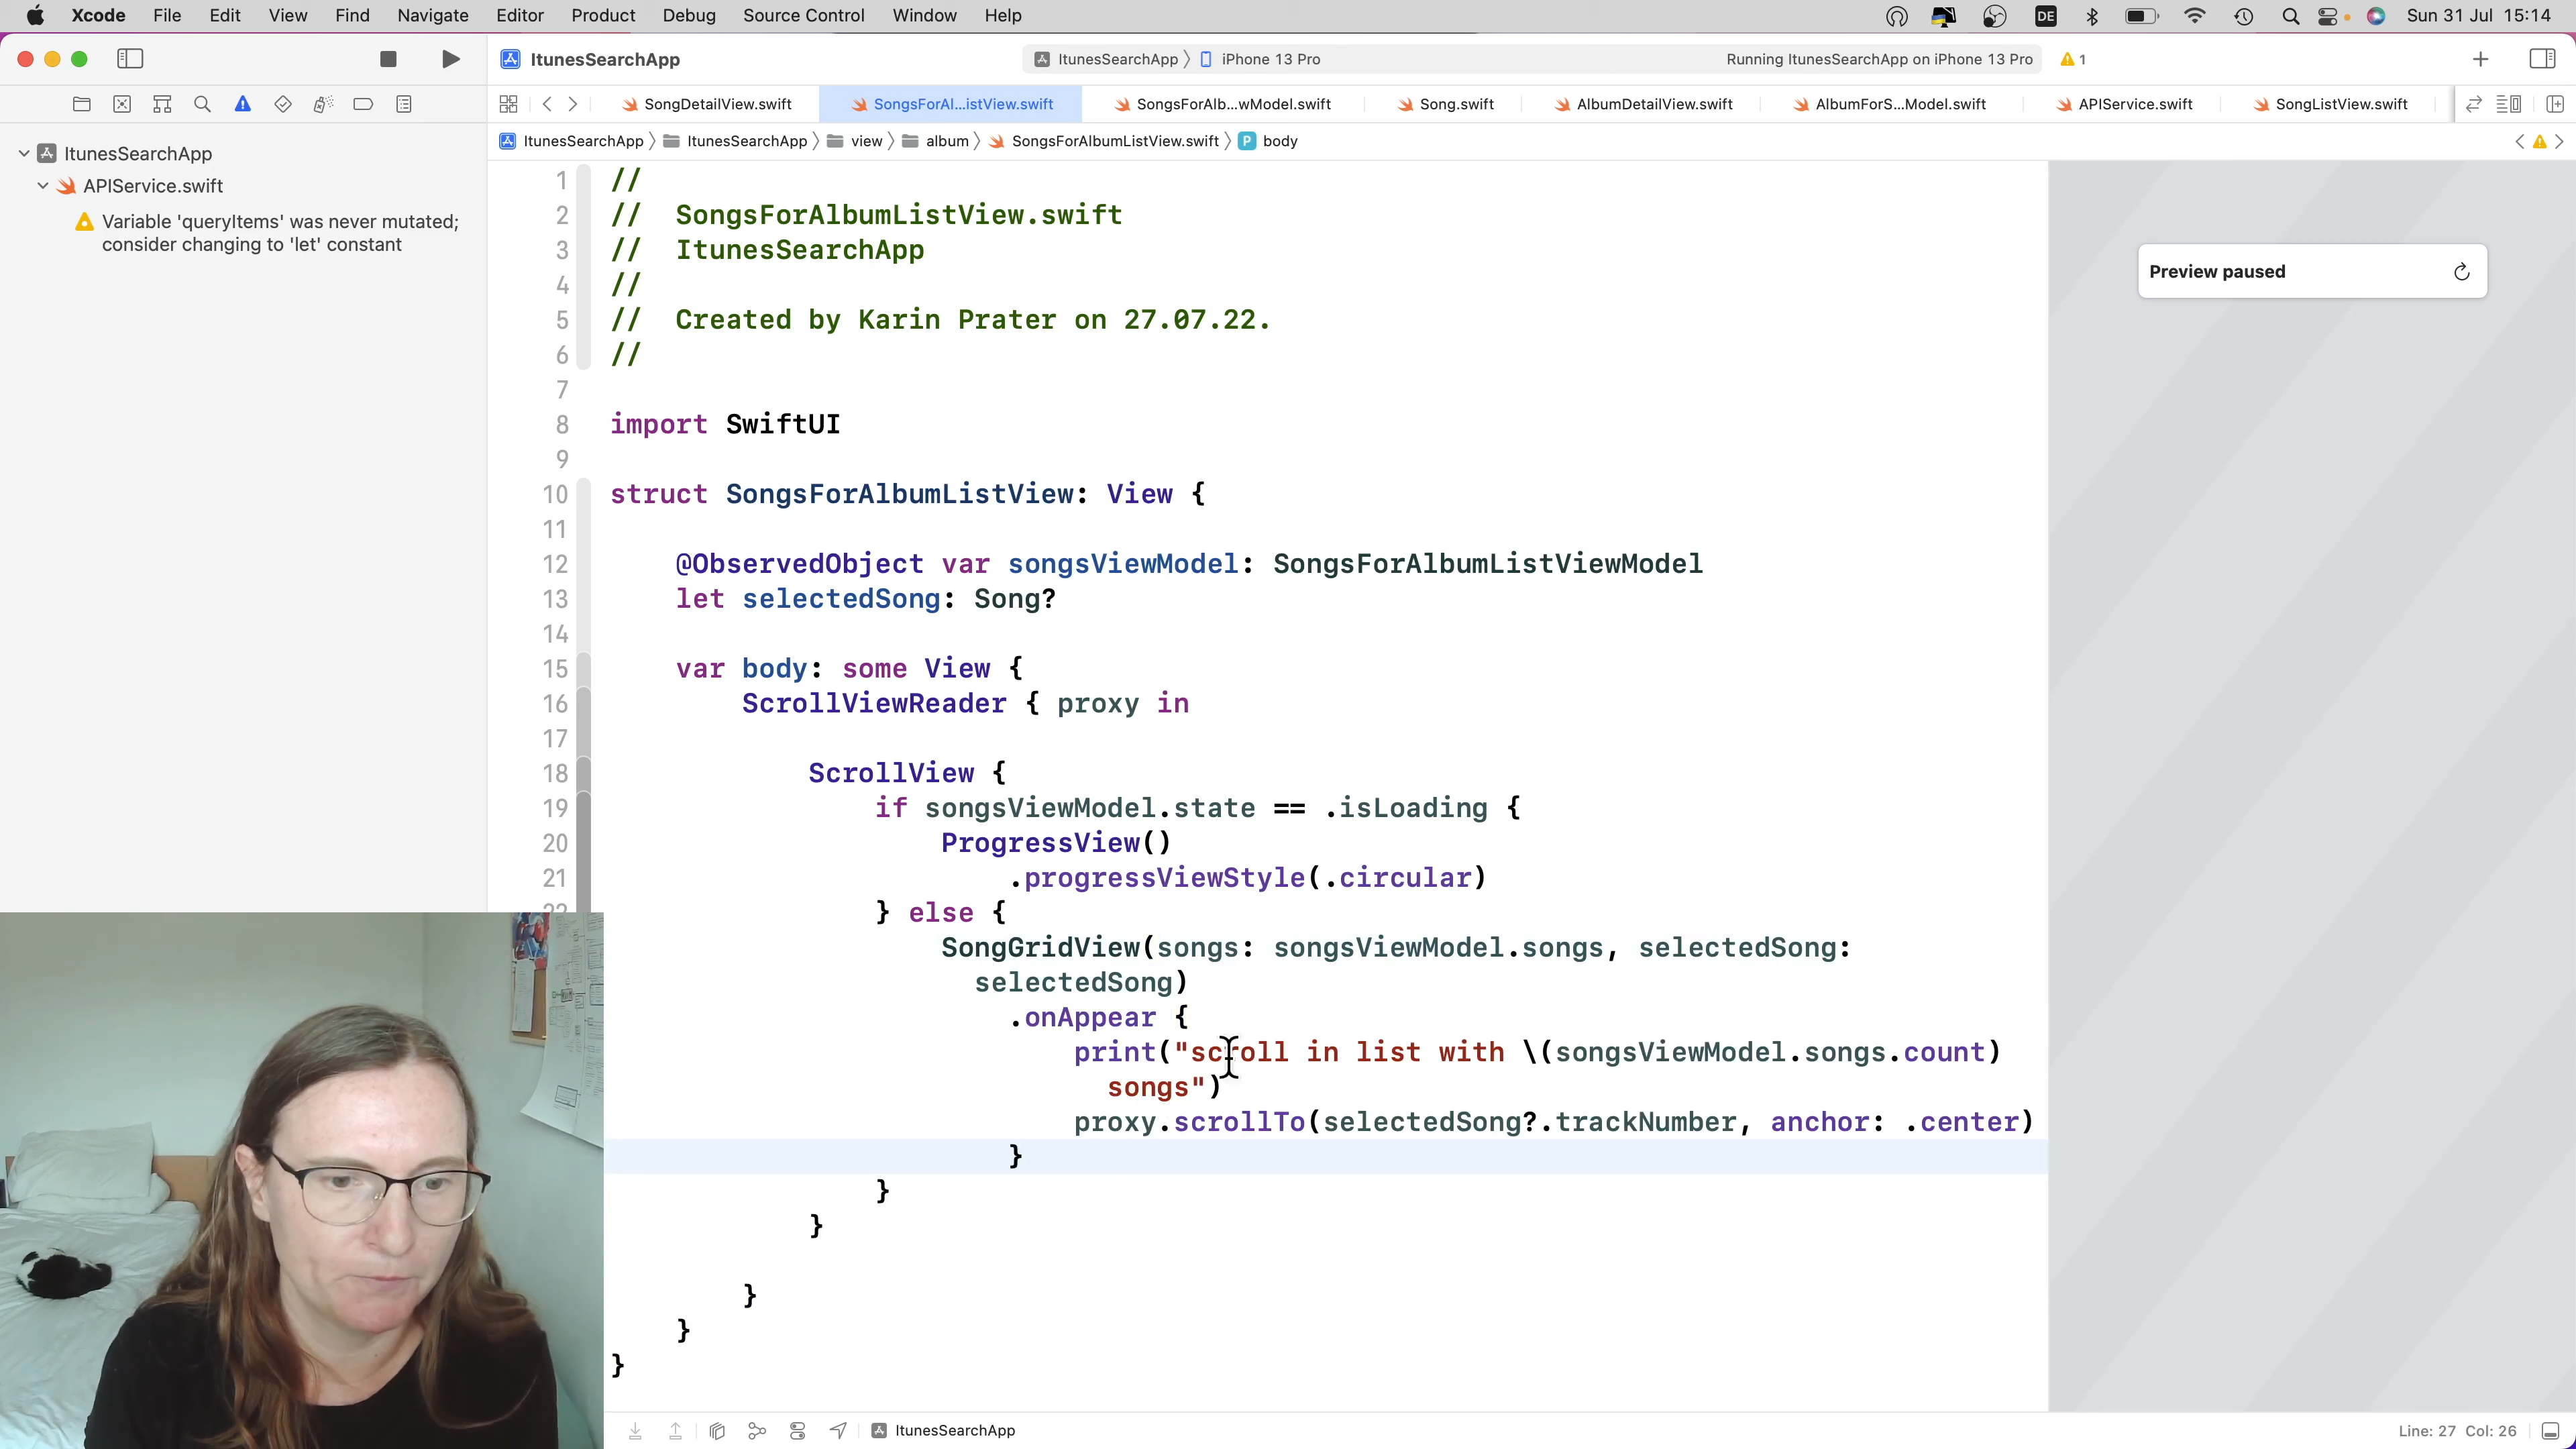 Xcode File Edit View Find Navigate Editor Product Debug Source Control Window Help DE Sun 31 Jul 15:14
ItunesSearchApp ItunesSearchApp iPhone 13 Pro Running ItunesSearchApp on iPhone 13 Pro 1
SongDetailView.swift SongsForAl...istView.swift SongsForAlb...wModel.swift Song.swift AlbumDetailView.swift AlbumForS...Model.swift APIService.swift SongListView.swift
ItunesSearchApp ItunesSearchApp view album SongsForAlbumListView.swift P body
ItunesSearchApp
APIService.swift
Variable 'queryItems' was never mutated;
consider changing to 'let' constant
Preview paused
1 //
2 // SongsForAlbumListView.swift
3 // ItunesSearchApp
4 //
5 // Created by Karin Prater on 27.07.22.
6 //
7
8 import SwiftUI
9
10 struct SongsForAlbumListView: View {
11
12 @ObservedObject var songsViewModel: SongsForAlbumListViewModel
13 let selectedSong: Song?
14
15 var body: some View {
16 ScrollViewReader { proxy in
17
18 ScrollView {
19 if songsViewModel.state == .isLoading {
20 ProgressView()
21 .progressViewStyle(.circular)
22 } else {
SongGridView(songs: songsViewModel.songs, selectedSong:
selectedSong)
.onAppear {
print("scroll in list with \(songsViewModel.songs.count)
songs")
proxy.scrollTo(selectedSong?.trackNumber, anchor: .center)
}
}
}
}
}
}
ItunesSearchApp Line: 27 Col: 26